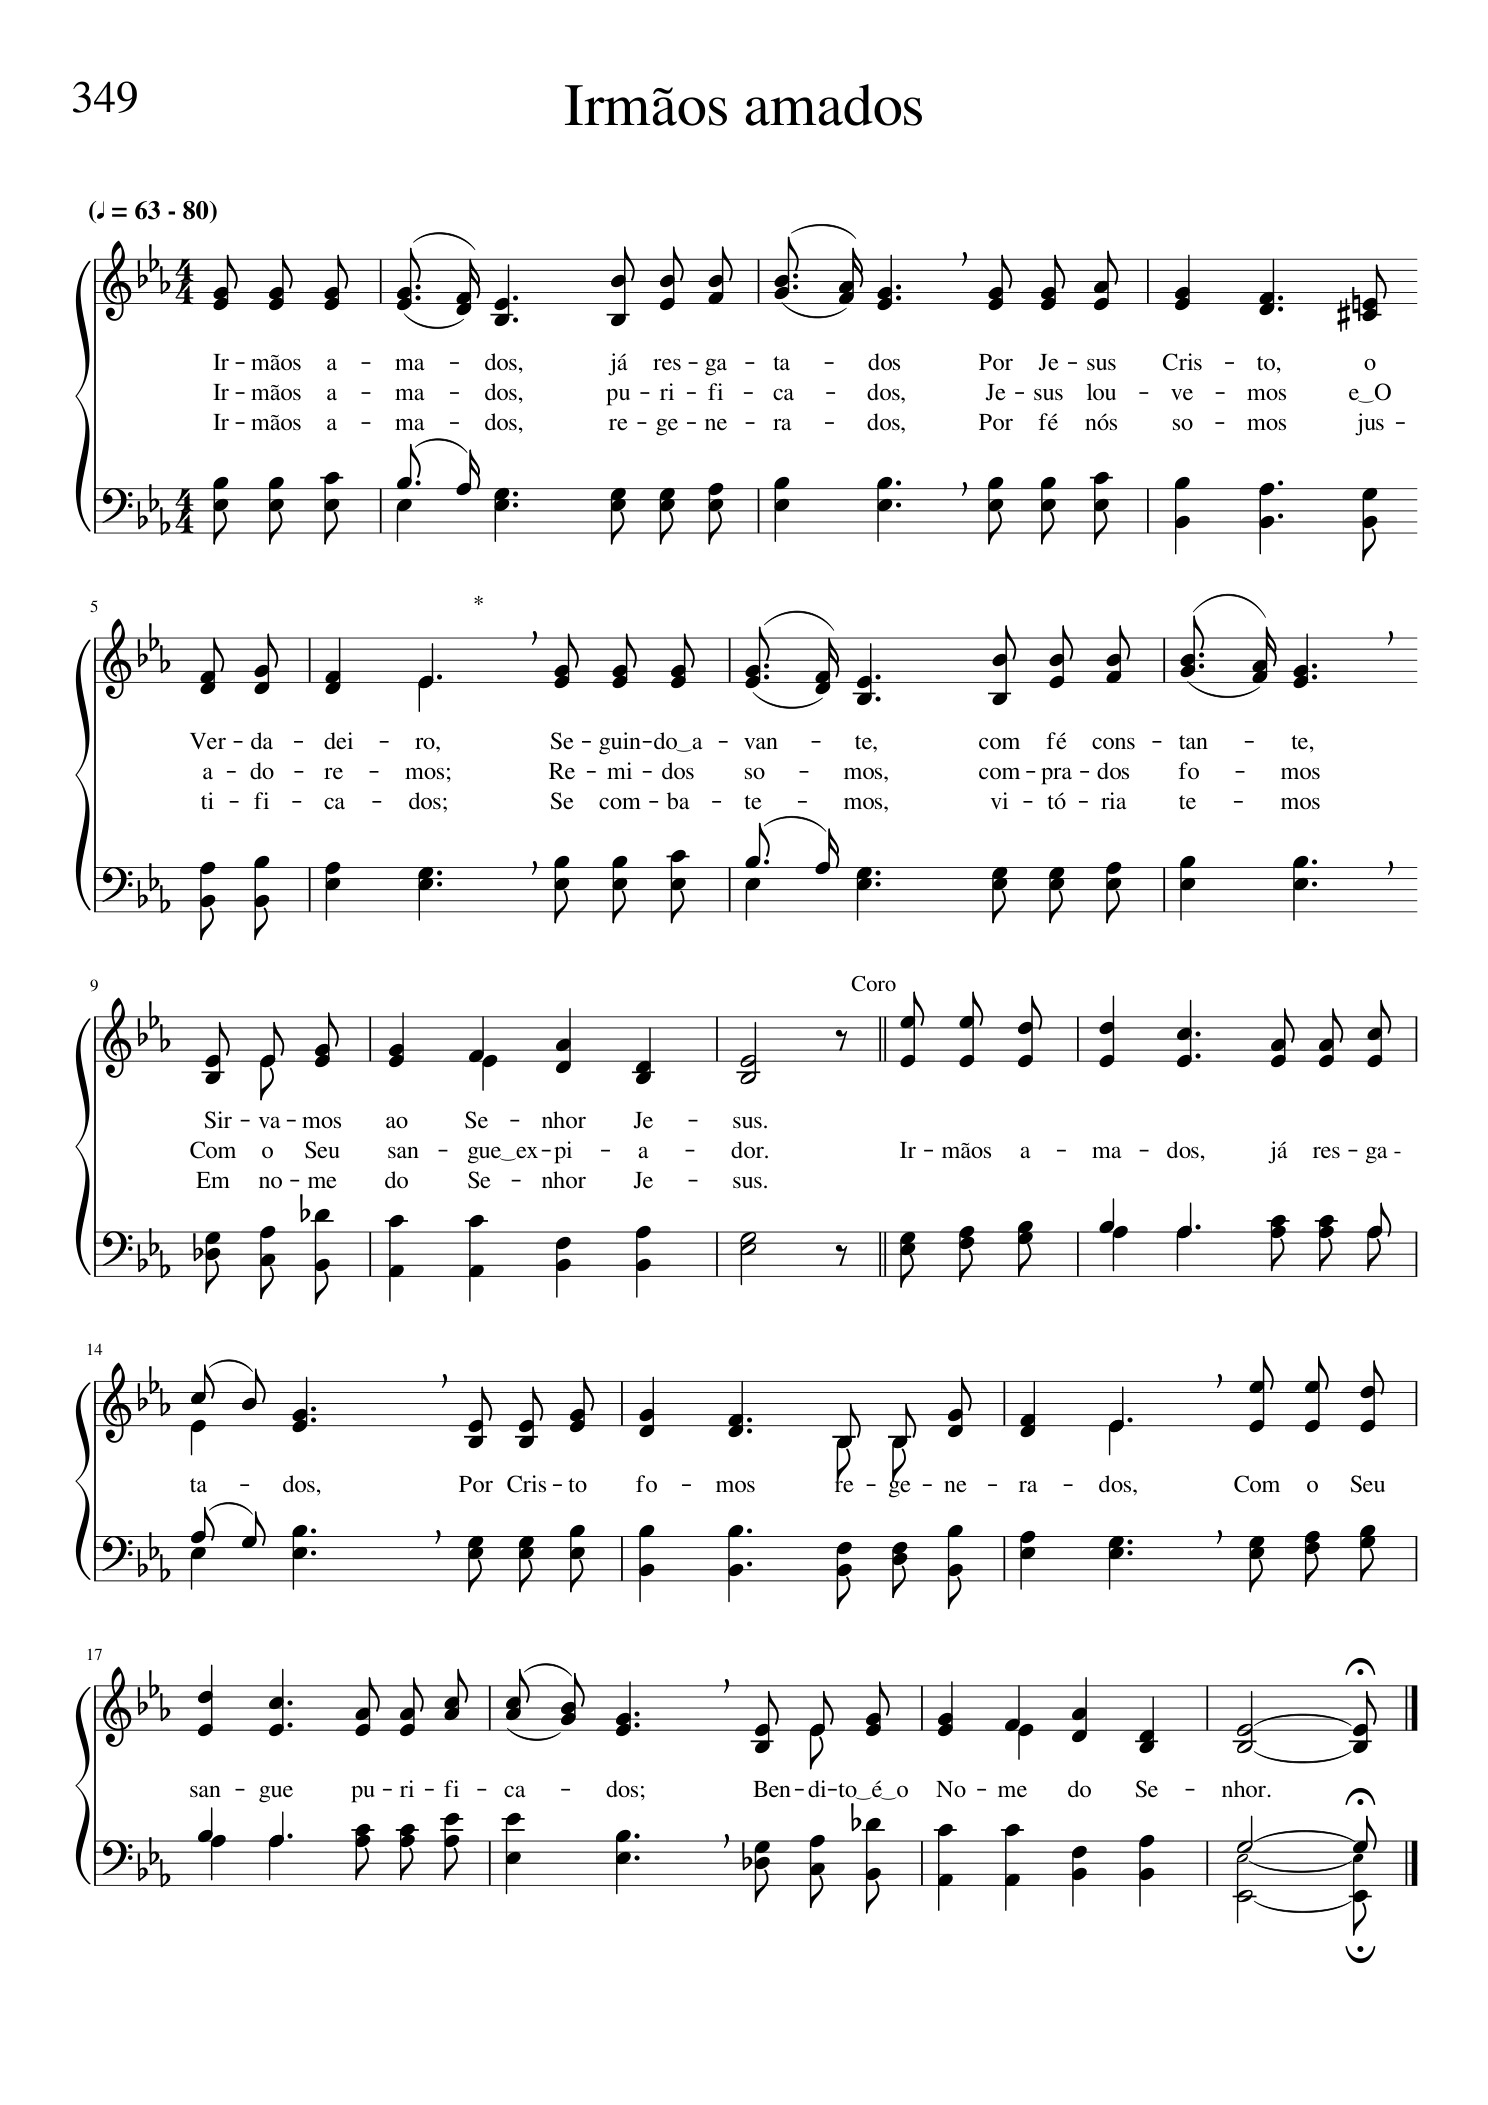 349
Irmãos amados
(♩ = 63 - 80)
Ir - mãos a - ma - dos, já res - ga - ta - dos Por Je - sus Cris - to, o
Ir - mãos a - ma - dos, pu - ri - fi - ca - dos, Je - sus lou - ve - mos e‿O
Ir - mãos a - ma - dos, re - ge - ne - ra - dos, Por fé nós so - mos jus -
5
*
Ver - da - dei - ro, Se - guin - do‿a - van - te, com fé cons - tan - te,
a - do - re - mos; Re - mi - dos so - mos, com - pra - dos fo - mos
ti - fi - ca - dos; Se com - ba - te - mos, vi - tó - ria te - mos
9
Coro
Sir - va - mos ao Se - nhor Je - sus.
Com o Seu san - gue‿ex - pi - a - dor. Ir - mãos a - ma - dos, já res - ga -
Em no - me do Se - nhor Je - sus.
14
ta - dos, Por Cris - to fo - mos re - ge - ne - ra - dos, Com o Seu
17
san - gue pu - ri - fi - ca - dos; Ben - di - to‿é‿o No - me do Se - nhor.